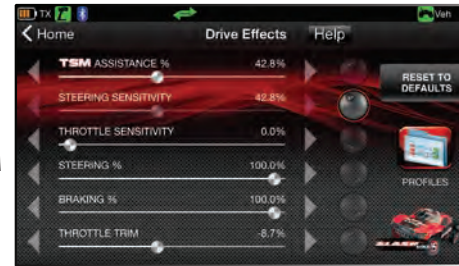 TX Veh
Home Drive Effects Help
TSM ASSISTANCE % 42.8%
STEERING SENSITIVITY 42.8%
THROTTLE SENSITIVITY 0.0%
STEERING % 100.0%
BRAKING % 100.0%
THROTTLE TRIM -8.7%
RESET TO
DEFAULTS
PROFILES
SLASH